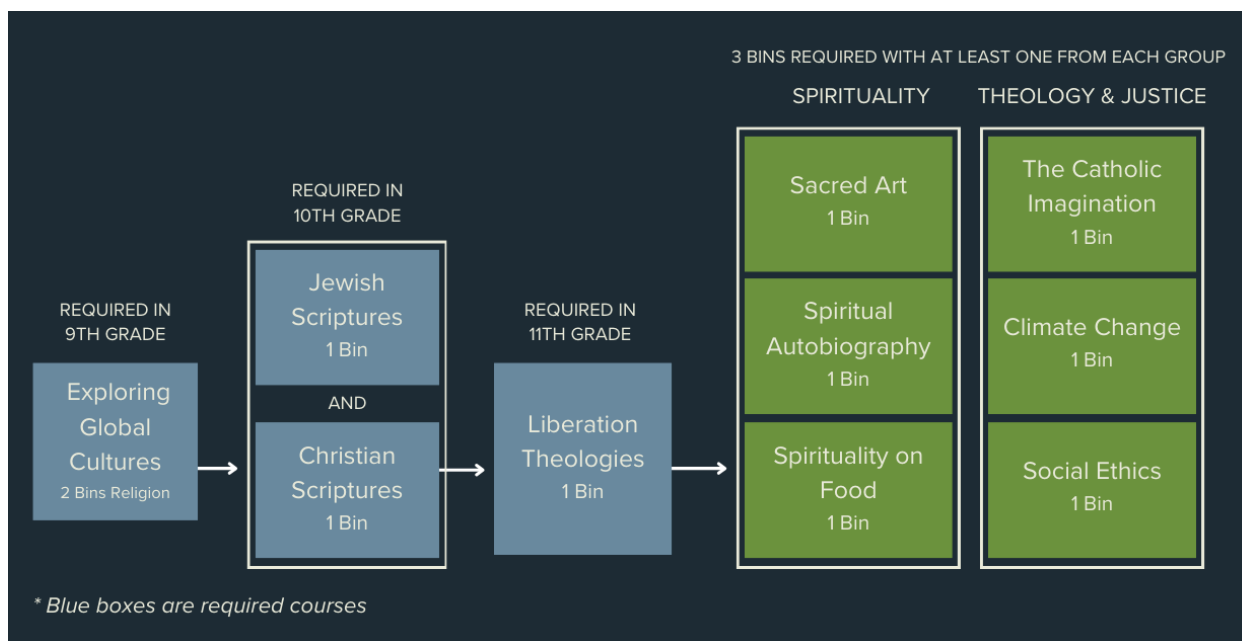 REQUIRED IN
9TH GRADE
Exploring
Global
Cultures
2 Bins Religion
REQUIRED IN
10TH GRADE
Jewish
Scriptures
1 Bin
AND
Christian
Scriptures
1 Bin
REQUIRED IN
11TH GRADE
Liberation
Theologies
1 Bin
3 BINS REQUIRED WITH AT LEAST ONE FROM EACH GROUP
SPIRITUALITY
Sacred Art
1 Bin
Spiritual
Autobiography
1 Bin
Spirituality on
Food
1 Bin
THEOLOGY & JUSTICE
The Catholic
Imagination
1 Bin
Climate Change
1 Bin
Social Ethics
1 Bin
* Blue boxes are required courses